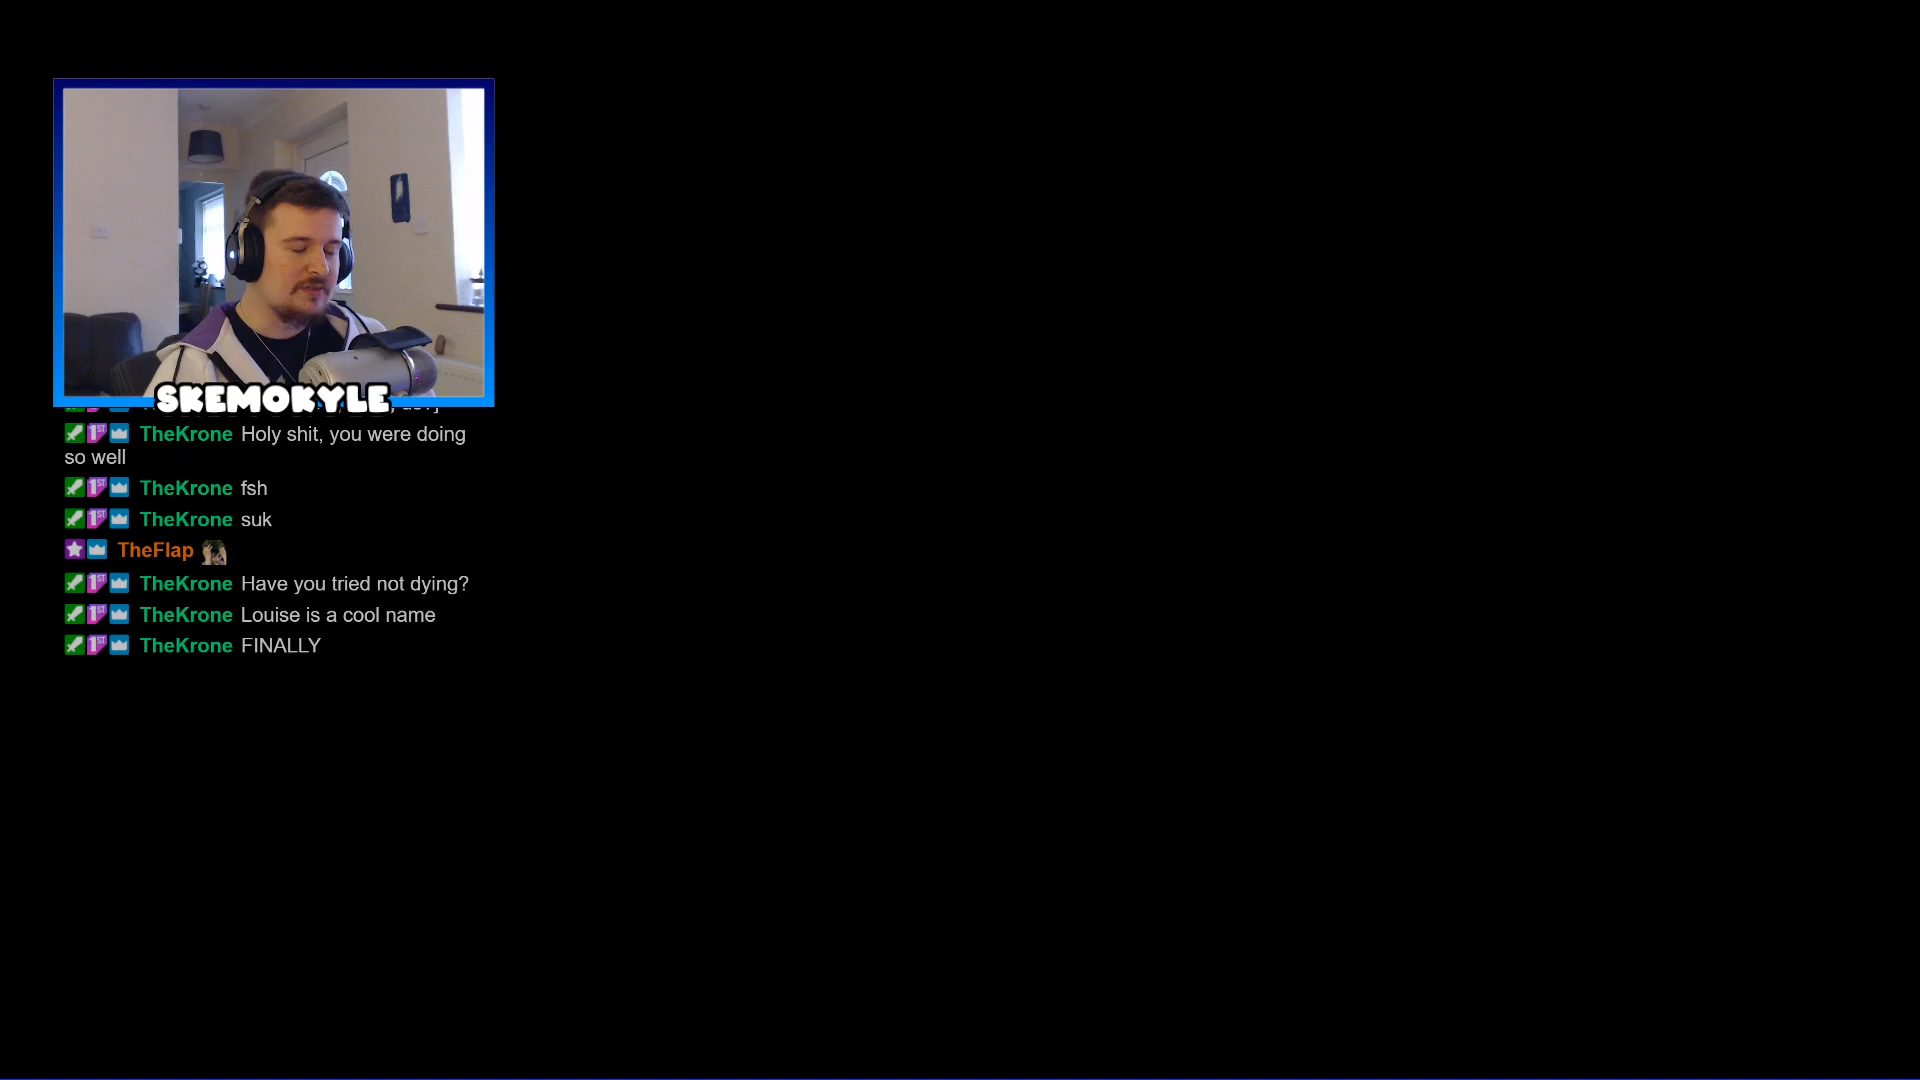 SKEMOKYLE
TheKrone Holy shit, you were doing
so well
TheKrone fsh
TheKrone suk
TheFlap
TheKrone Have you tried not dying?
TheKrone Louise is a cool name
TheKrone FINALLY